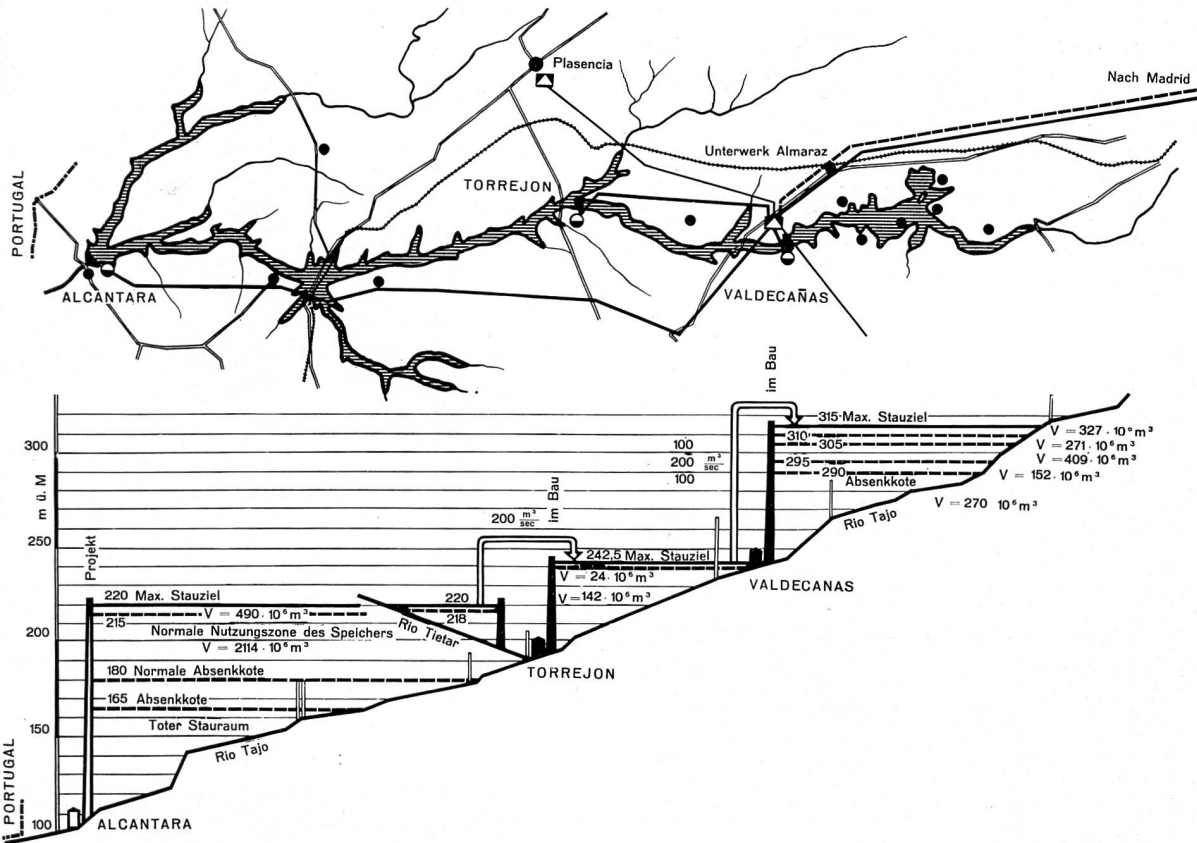 Plasencia
Nach Madrid
Unterwerk Almaraz
PORTUGAL
TORREJON
ALCANTARA
VALDECAÑAS
im Bau
315 Max. Stauziel
310
305
295
290
Absenkkote
V = 327 · 10⁶ m³
V = 271 · 10⁶ m³
V = 409 · 10⁶ m³
V = 152 · 10⁶ m³
V = 270 10⁶ m³
Rio Tajo
100
200 m³/sec
100
300
m ü. M
250
200
150
100
im Bau
200 m³/sec
242,5 Max. Stauziel
V = 24 · 10⁶ m³
V = 142 · 10⁶ m³
VALDECANAS
Projekt
220 Max. Stauziel
215
V = 490 · 10⁶ m³
Normale Nutzungszone des Speichers
V = 2114 · 10⁶ m³
220
218
Rio Tietar
TORREJON
180 Normale Absenkkote
165 Absenkkote
Toter Stauraum
Rio Tajo
PORTUGAL
ALCANTARA